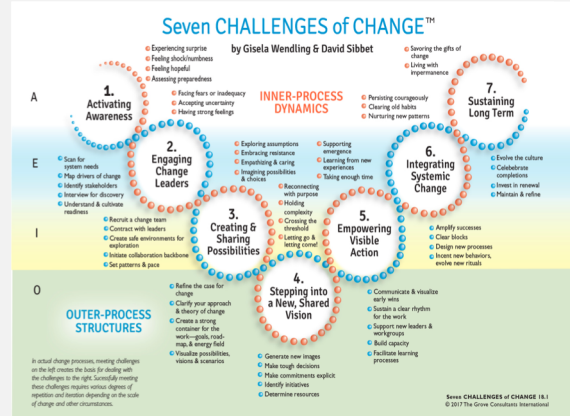 Seven CHALLENGES of CHANGE™
by Gisela Wendling & David Sibbet
Experiencing surprise
Feeling shock/numbness
Feeling hopeful
Assessing preparedness
Savoring the gifts of
change
Living with
impermanence
A
1.
Activating
Awareness
Facing fears or inadequacy
Accepting uncertainty
Having strong feelings
INNER-PROCESS
DYNAMICS
Persisting courageously
Clearing old habits
Nurturing new patterns
7.
Sustaining
Long Term
E
Scan for
system needs
Map drivers of change
Identify stakeholders
Interview for discovery
Understand & cultivate
readiness
2.
Engaging
Change
Leaders
Exploring assumptions
Embracing resistance
Empathizing & caring
Imagining possibilities
& choices
Supporting
emergence
Learning from new
experiences
Taking enough time
6.
Integrating
Systemic
Change
Evolve the culture
Celebebrate
completions
Invest in renewal
Maintain & refine
I
Recruit a change team
Contract with leaders
Create safe environments for
exploration
Initiate collaboration backbone
Set patterns & pace
3.
Creating &
Sharing
Possibilities
Reconnecting
with purpose
Holding
complexity
Crossing the
threshold
Letting go &
letting come!
5.
Empowering
Visible
Action
Amplify successes
Clear blocks
Design new processes
Incent new behaviors,
evolve new rituals
O
OUTER-PROCESS
STRUCTURES
Refine the case for
change
Clarify your approach
& theory of change
Create a strong
container for the
work—goals, road-
map, & energy field
Visualize possibilities,
visions & scenarios
4.
Stepping into
a New, Shared
Vision
Communicate & visualize
early wins
Sustain a clear rhythm
for the work
Support new leaders &
workgroups
Build capacity
Facilitate learning
processes
Generate new images
Make tough decisions
Make commitments explicit
Identify initiatives
Determine resources
In actual change processes, meeting challenges
on the left creates the basis for dealing with
the challenges to the right. Sucessfully meeting
these challenges requires various degrees of
repetition and iteration depending on the scale
of change and other circumstances.
Seven CHALLENGES of CHANGE 10.1
© 2017 The Grove Consultants International